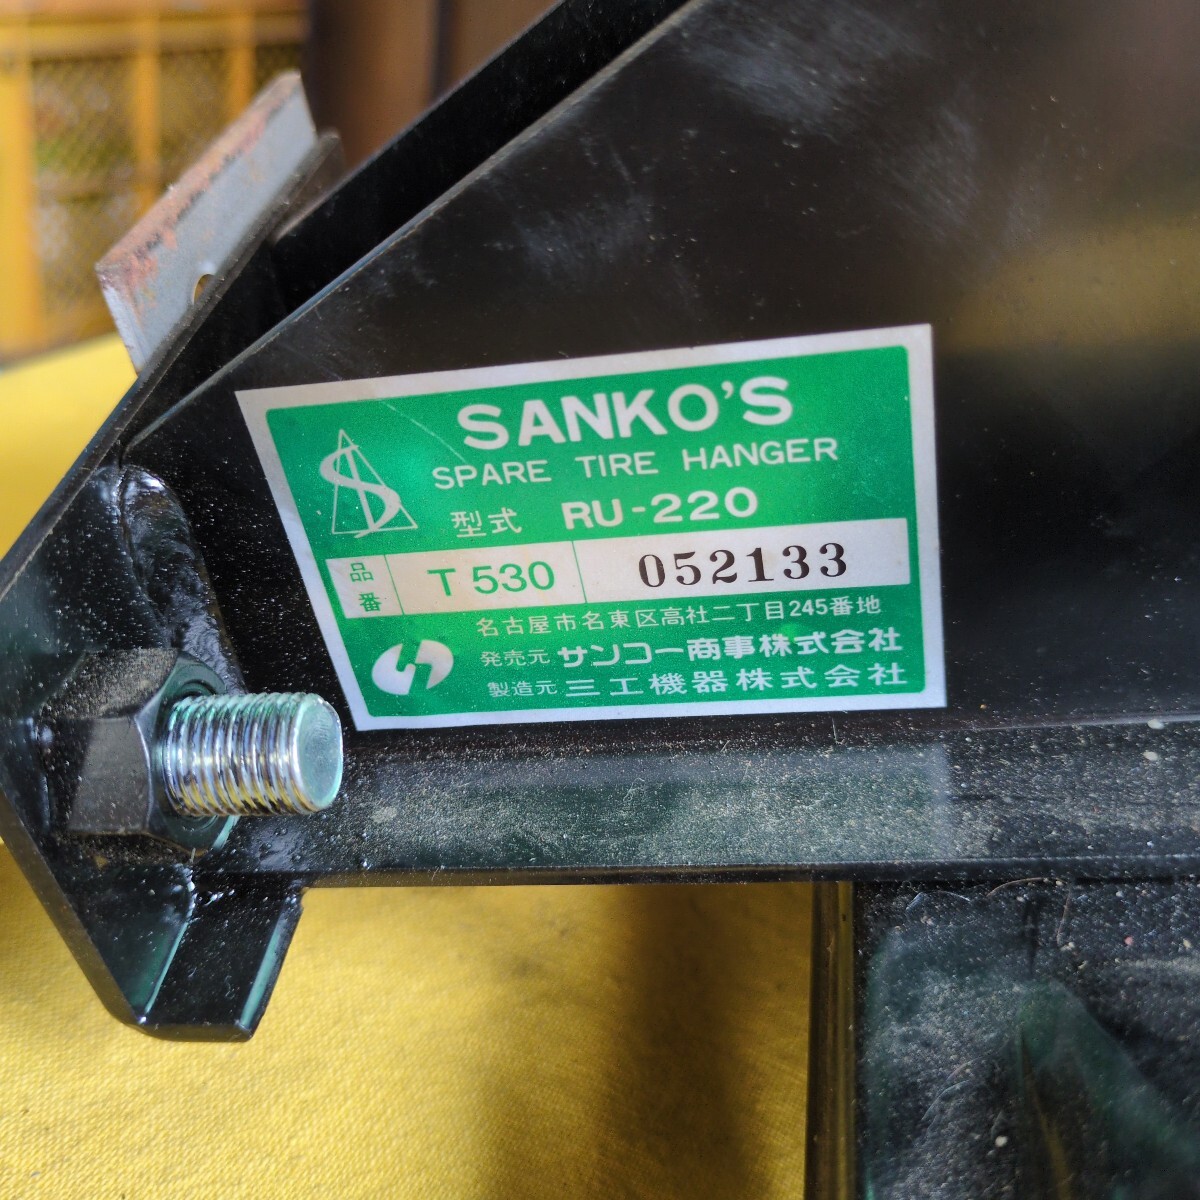 SANKO'S
SPARE TIRE HANGER
型式 RU-220
品番 T530 052133
名古屋市名東区高社二丁目245番地
発売元 サンコー商事株式会社
製造元 三工機器株式会社